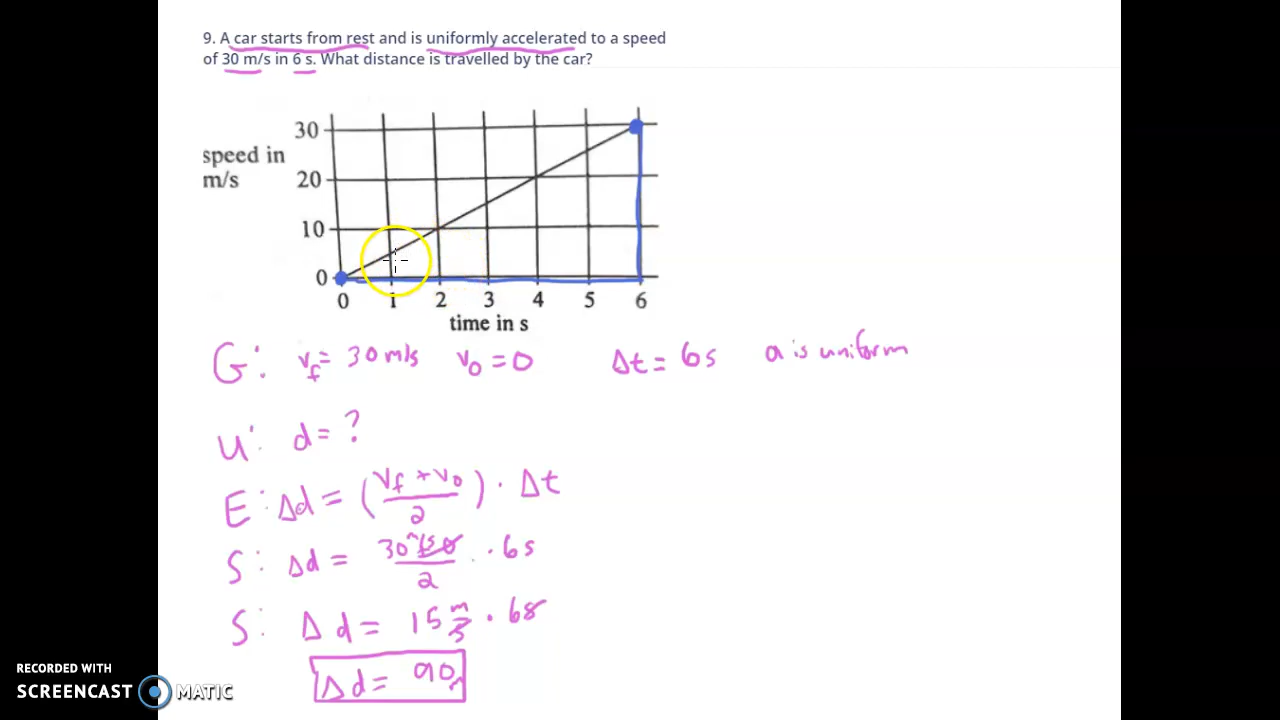 9. A car starts from rest and is uniformly accelerated to a speed
of 30 m/s in 6 s. What distance is travelled by the car?
30
speed in
m/s
20
10
0
0 1 2 3 4 5 6
time in s
G: vf = 30 m/s v0 = 0 Δt = 6s a is uniform
U: d = ?
E: Δd = (vf + v0 / 2) · Δt
S: Δd = 30 m/s 0 / 2 · 6s
S: Δd = 15 m/s · 6s
Δd = 90m
RECORDED WITH
SCREENCAST MATIC